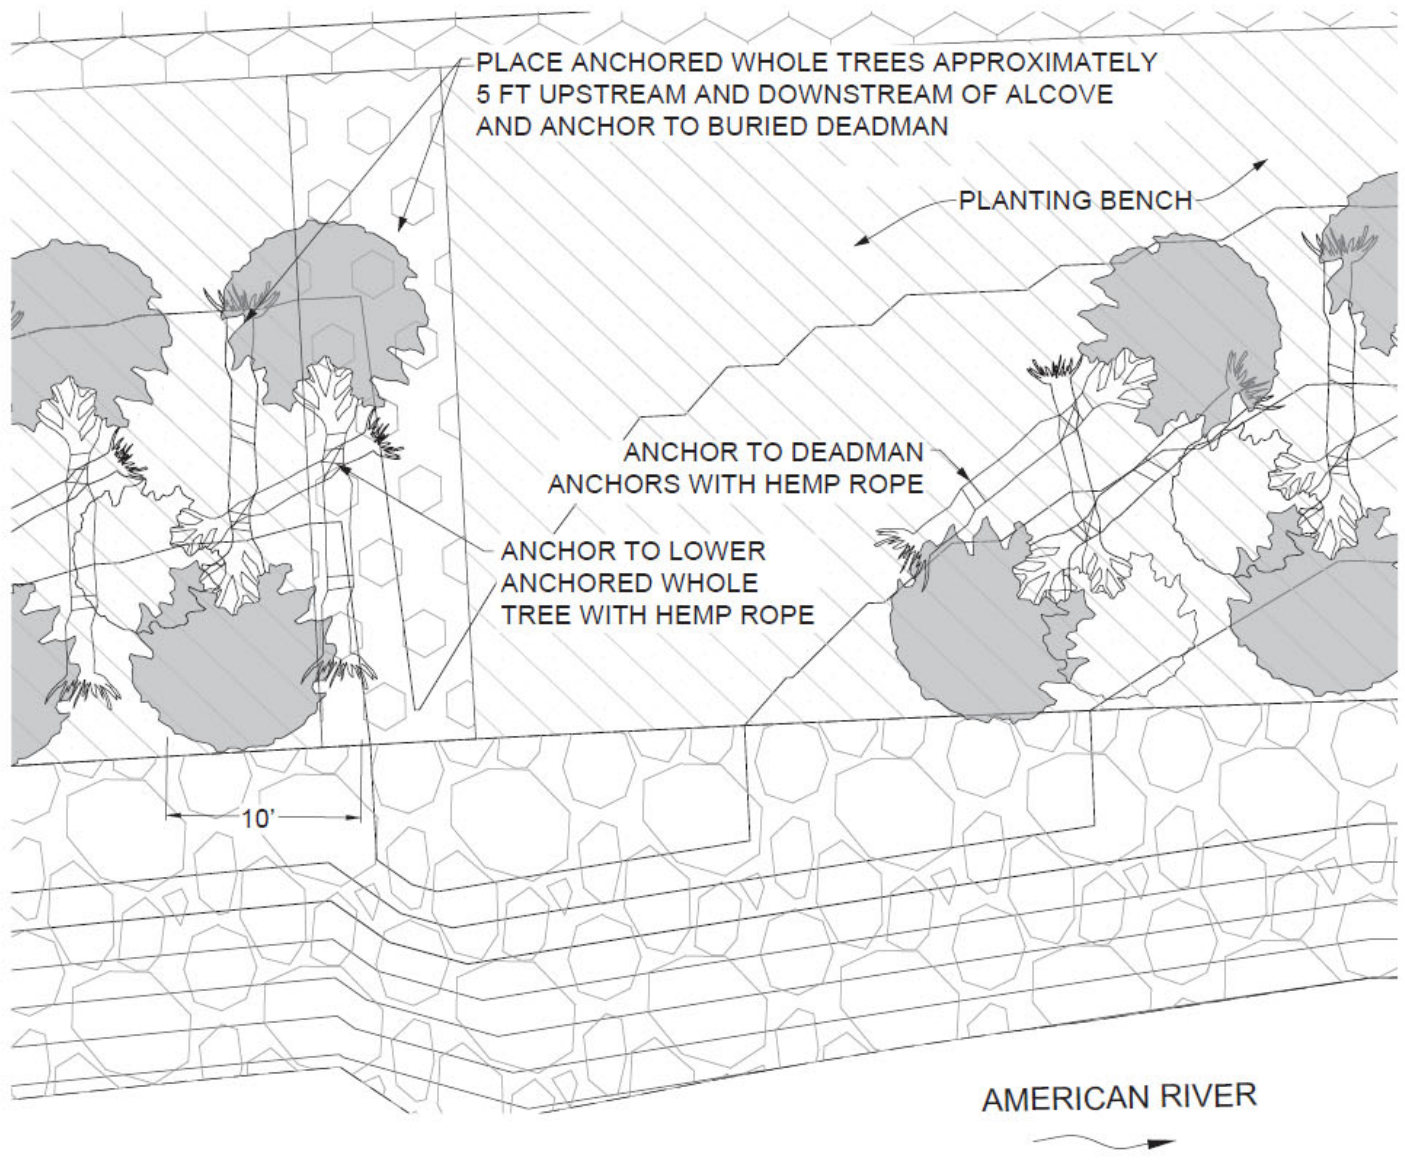 PLACE ANCHORED WHOLE TREES APPROXIMATELY
5 FT UPSTREAM AND DOWNSTREAM OF ALCOVE
AND ANCHOR TO BURIED DEADMAN
PLANTING BENCH
ANCHOR TO DEADMAN
ANCHORS WITH HEMP ROPE
ANCHOR TO LOWER
ANCHORED WHOLE
TREE WITH HEMP ROPE
10'
AMERICAN RIVER